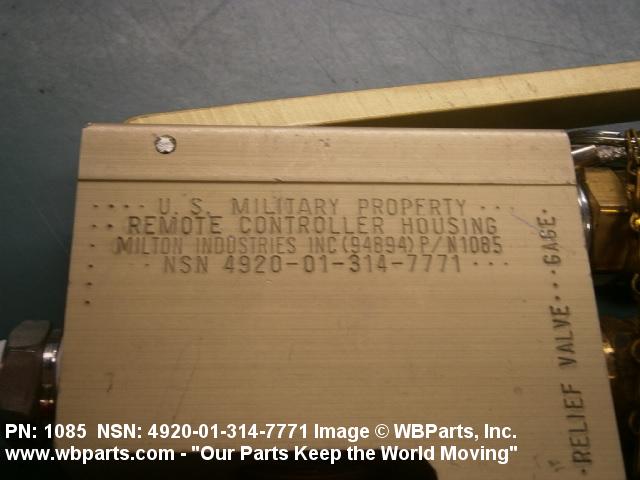 ···· U. S. MILITARY PROPERTY ···
·· REMOTE CONTROLLER HOUSING
·· MILTON INDUSTRIES INC (94894) P/N1085
·· NSN 4920-01-314-7771 ···
·RELIEF VALVE···GAGE·
PN: 1085 NSN: 4920-01-314-7771 Image © WBParts, Inc.
www.wbparts.com - "Our Parts Keep the World Moving"